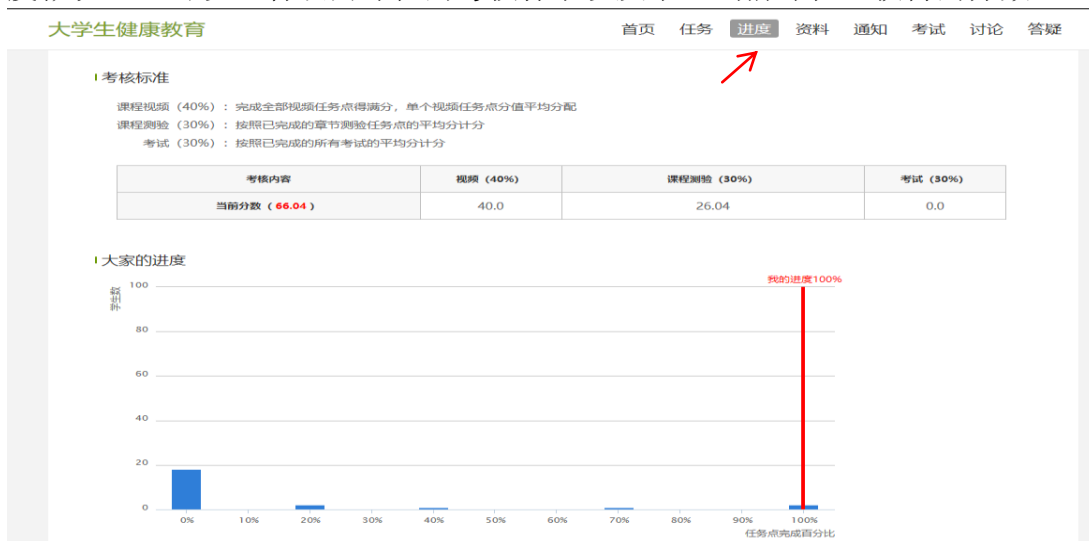 大学生健康教育
首页 任务 进度 资料 通知 考试 讨论 答疑
考核标准
课程视频（40%）：完成全部视频任务点得满分，单个视频任务点分值平均分配
课程测验（30%）：按照已完成的章节测验任务点的平均分计分
考试（30%）：按照已完成的所有考试的平均分计分
考核内容 视频（40%） 课程测验（30%） 考试（30%）
当前分数（66.04） 40.0 26.04 0.0
大家的进度
我的进度100%
学生数
100
80
60
40
20
0
0% 10% 20% 30% 40% 50% 60% 70% 80% 90% 100%
任务点完成百分比